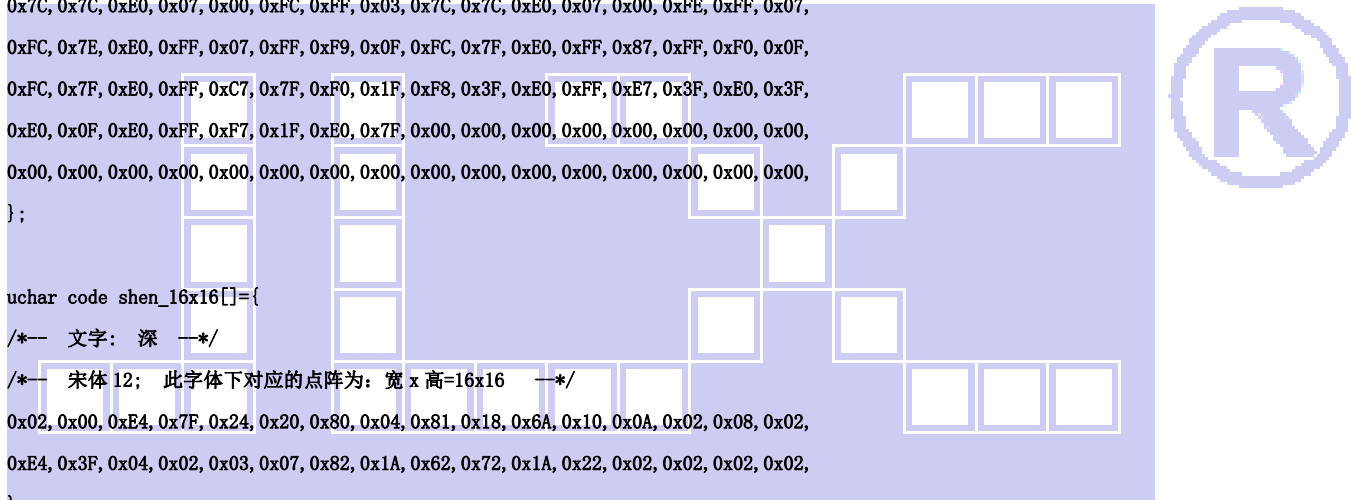 0x7C,0x7C,0xE0,0x07,0x00,0xFC,0xFF,0x03,0x7C,0x7C,0xE0,0x07,0x00,0xFE,0xFF,0x07,
0xFC,0x7E,0xE0,0xFF,0x07,0xFF,0xF9,0x0F,0xFC,0x7F,0xE0,0xFF,0x87,0xFF,0xF0,0x0F,
0xFC,0x7F,0xE0,0xFF,0xC7,0x7F,0xF0,0x1F,0xF8,0x3F,0xE0,0xFF,0xE7,0x3F,0xE0,0x3F,
0xE0,0x0F,0xE0,0xFF,0xF7,0x1F,0xE0,0x7F,0x00,0x00,0x00,0x00,0x00,0x00,0x00,0x00,
0x00,0x00,0x00,0x00,0x00,0x00,0x00,0x00,0x00,0x00,0x00,0x00,0x00,0x00,0x00,0x00,
};
uchar code shen_16x16[]={
/*--  文字:  深  --*/
/*--  宋体 12;  此字体下对应的点阵为：宽 x 高=16x16   --*/
0x02,0x00,0xE4,0x7F,0x24,0x20,0x80,0x04,0x81,0x18,0x6A,0x10,0x0A,0x02,0x08,0x02,
0xE4,0x3F,0x04,0x02,0x03,0x07,0x82,0x1A,0x62,0x72,0x1A,0x22,0x02,0x02,0x02,0x02,
®